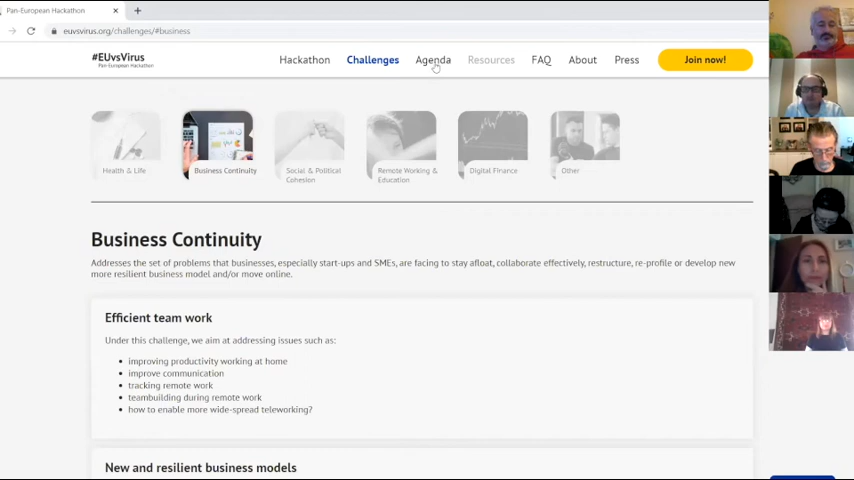 Pan-European Hackathon
euvsvirus.org/challenges/#business
#EUvsVirus
Pan-European Hackathon
Hackathon
Challenges
Agenda
Resources
FAQ
About
Press
Join now!
Health & Life
Business Continuity
Social & Political
Cohesion
Remote Working &
Education
Digital Finance
Other
Business Continuity
Addresses the set of problems that businesses, especially start-ups and SMEs, are facing to stay afloat, collaborate effectively, restructure, re-profile or develop new
more resilient business model and/or move online.
Efficient team work
Under this challenge, we aim at addressing issues such as:
improving productivity working at home
improve communication
tracking remote work
teambuilding during remote work
how to enable more wide-spread teleworking?
New and resilient business models